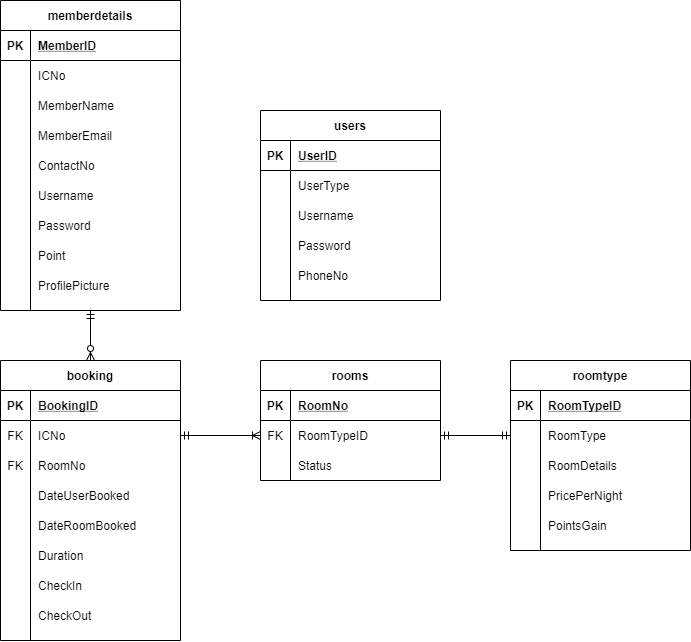 memberdetails
PK MemberID
ICNo
MemberName
MemberEmail
ContactNo
Username
Password
Point
ProfilePicture
users
PK UserID
UserType
Username
Password
PhoneNo
booking
PK BookingID
FK ICNo
FK RoomNo
DateUserBooked
DateRoomBooked
Duration
CheckIn
CheckOut
rooms
PK RoomNo
FK RoomTypeID
Status
roomtype
PK RoomTypeID
RoomType
RoomDetails
PricePerNight
PointsGain